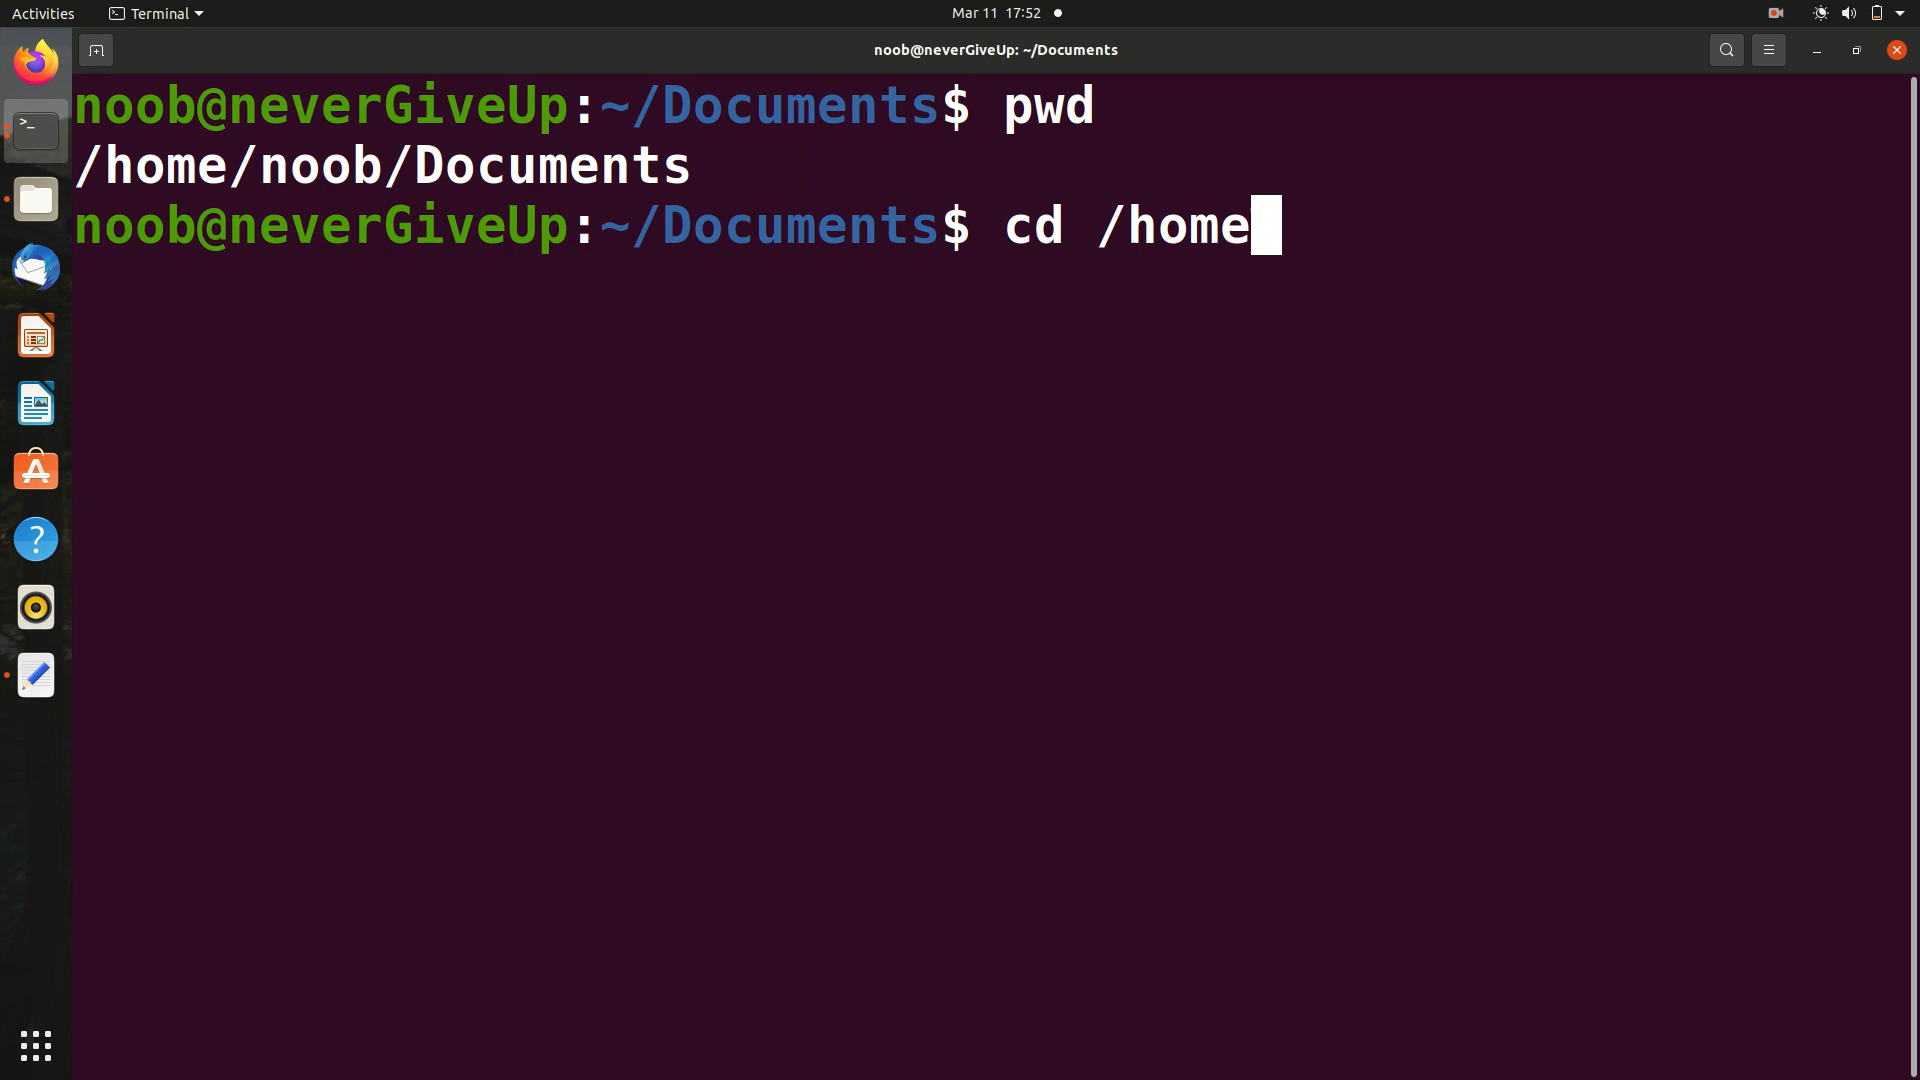 Activities Terminal Mar 11 17:52
noob@neverGiveUp: ~/Documents
noob@neverGiveUp:~/Documents$ pwd
/home/noob/Documents
noob@neverGiveUp:~/Documents$ cd /home